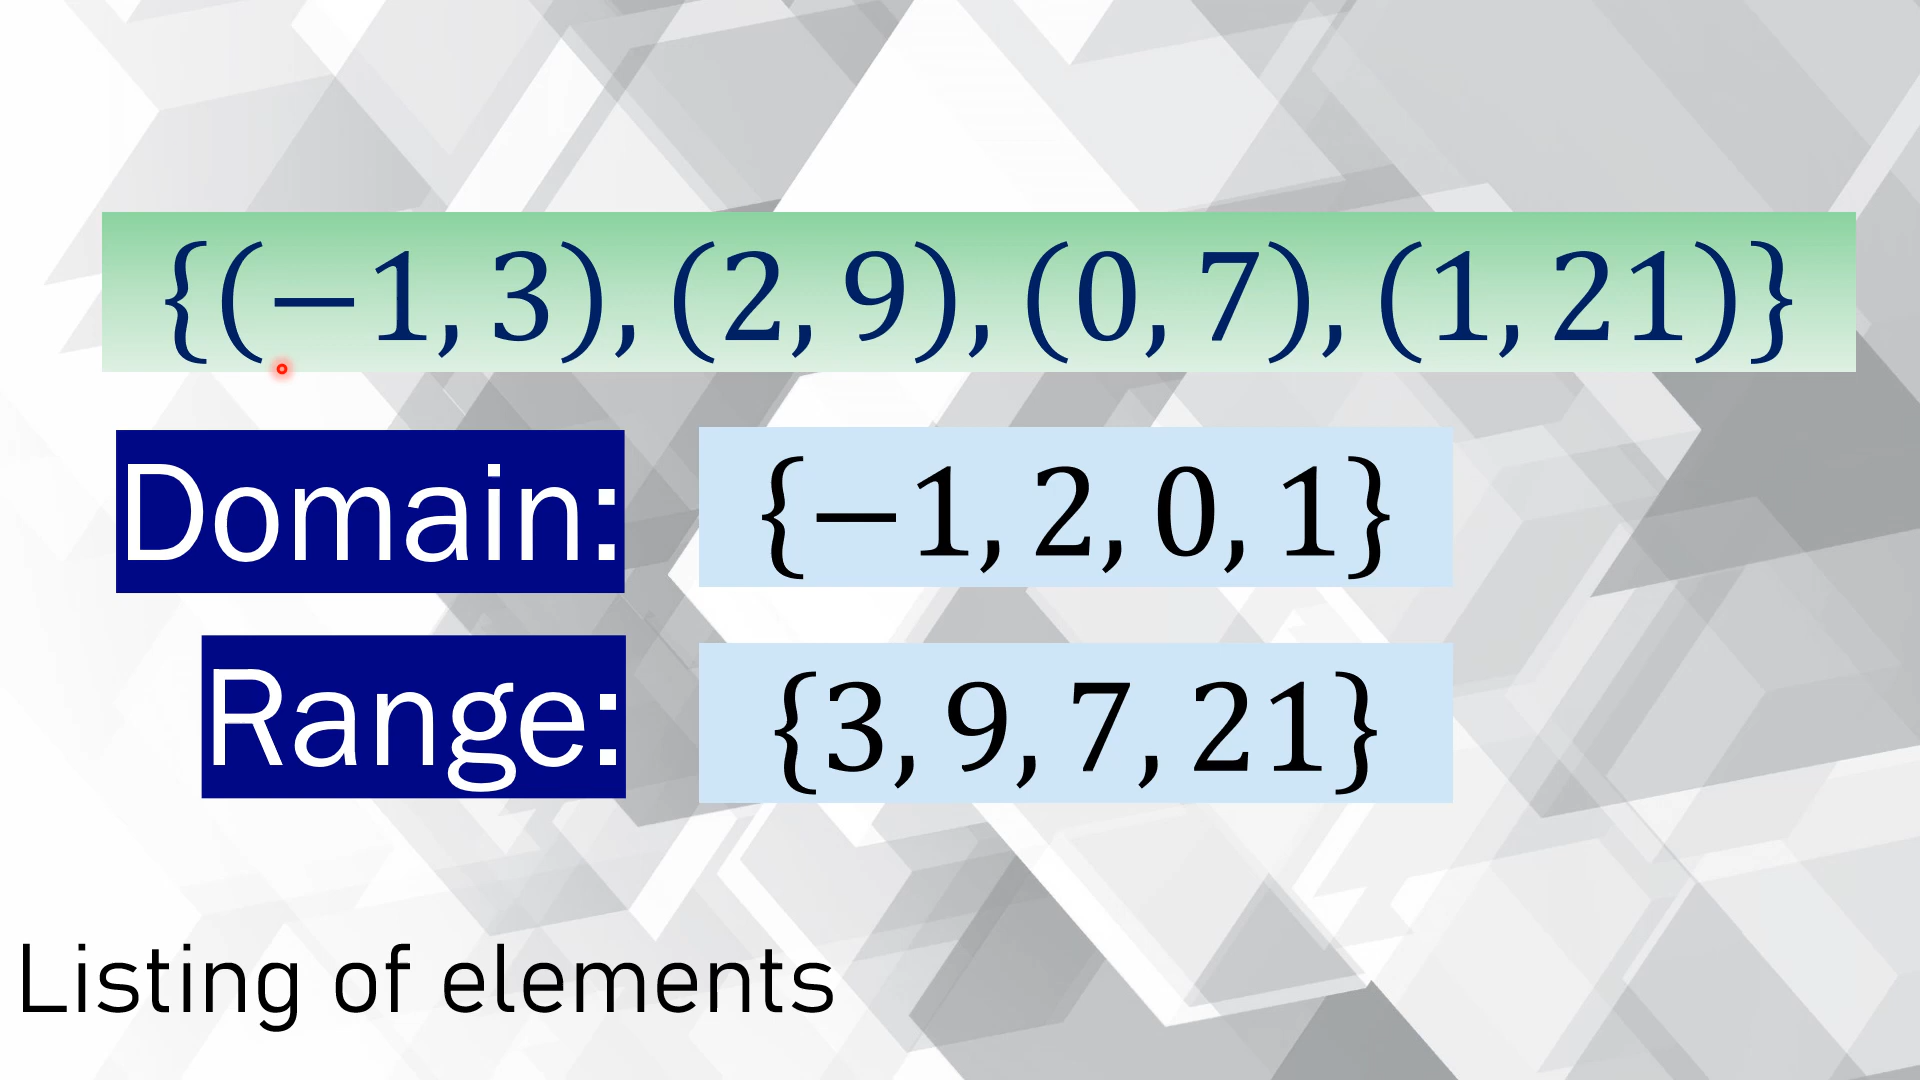 {(−1, 3), (2, 9), (0, 7), (1, 21)}
Domain: {−1, 2, 0, 1}
Range: {3, 9, 7, 21}
Listing of elements